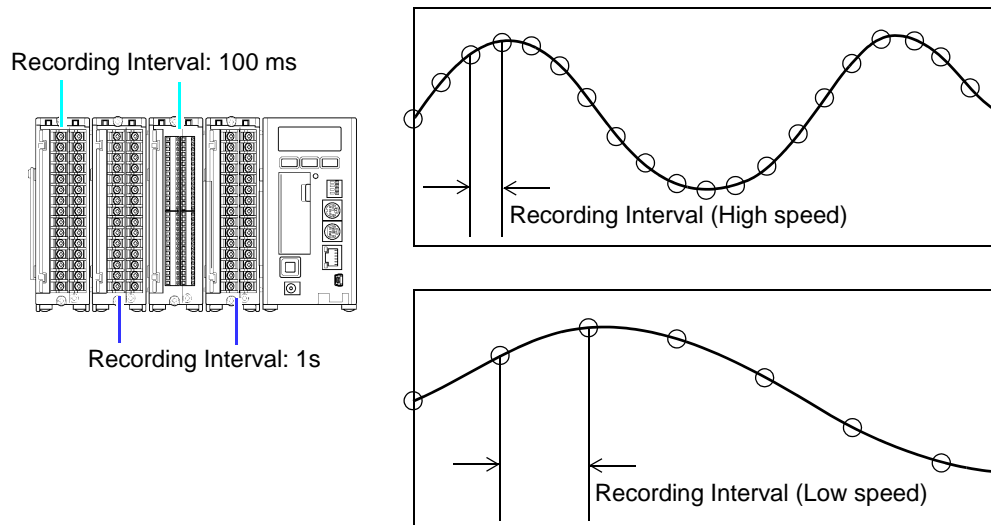 Recording Interval: 100 ms
Recording Interval: 1s
Recording Interval (High speed)
Recording Interval (Low speed)